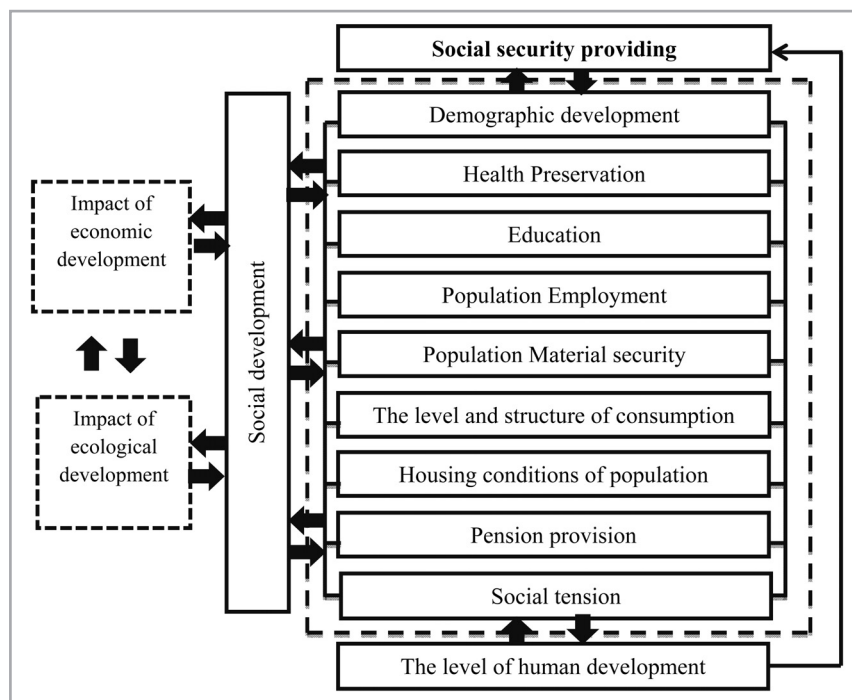 Social security providing
Demographic development
Health Preservation
Education
Population Employment
Population Material security
The level and structure of consumption
Housing conditions of population
Pension provision
Social tension
The level of human development
Social development
Impact of
economic
development
Impact of
ecological
development